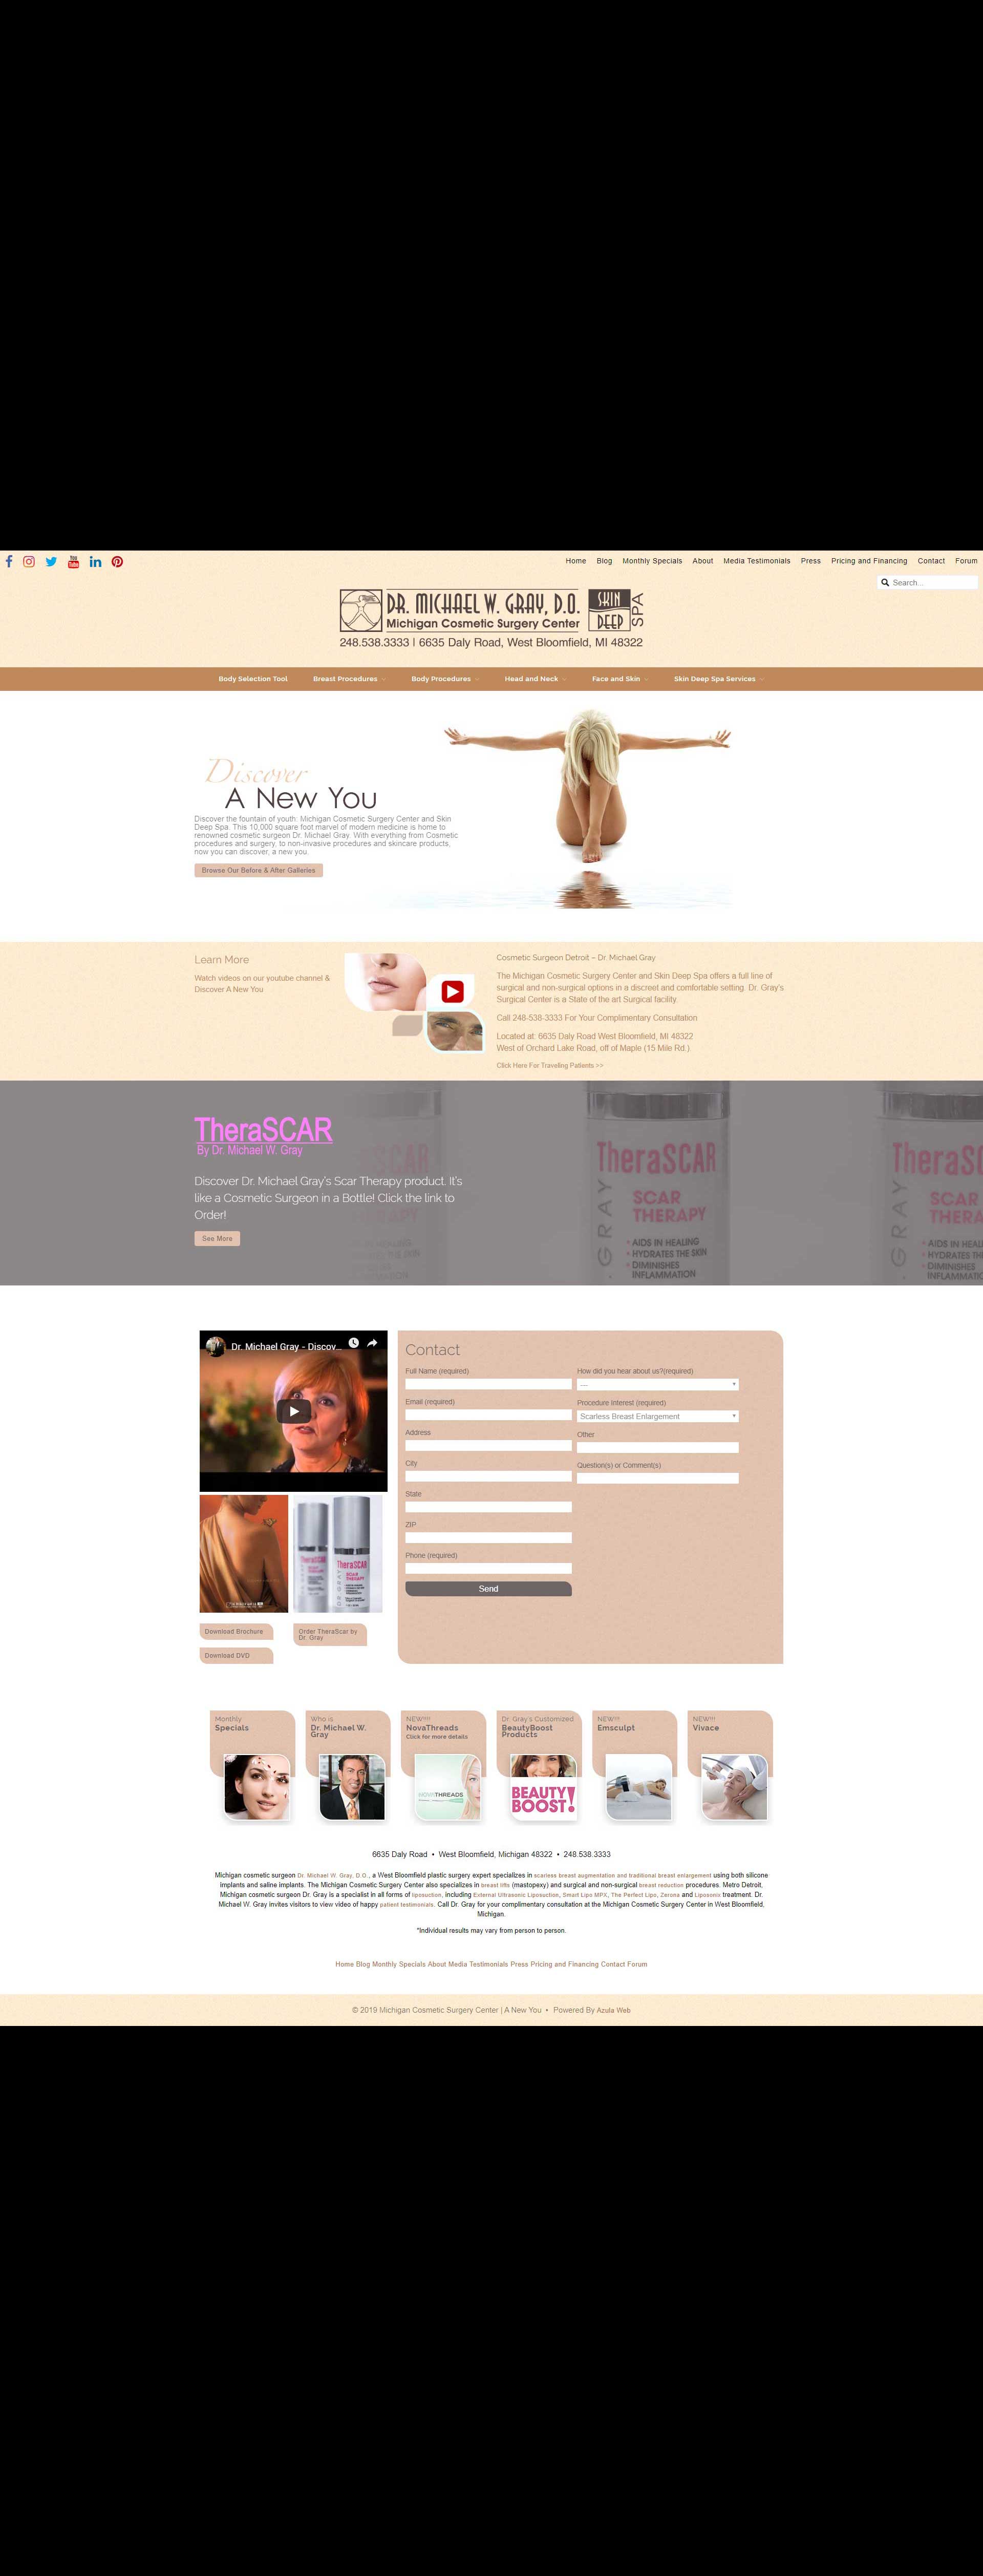 Home Blog Monthly Specials About Media Testimonials Press Pricing and Financing Contact Forum
Search...
DR. MICHAEL W. GRAY, D.O.
Michigan Cosmetic Surgery Center
SKIN DEEP SPA
248.538.3333 | 6635 Daly Road, West Bloomfield, MI 48322
Body Selection Tool Breast Procedures Body Procedures Head and Neck Face and Skin Skin Deep Spa Services
Discover
A New You
Discover the fountain of youth: Michigan Cosmetic Surgery Center and Skin
Deep Spa. This 10,000 square foot marvel of modern medicine is home to
renowned cosmetic surgeon Dr. Michael Gray. With everything from Cosmetic
procedures and surgery, to non-invasive procedures and skincare products,
now you can discover, a new you.
Browse Our Before & After Galleries
Learn More
Watch videos on our youtube channel &
Discover A New You
Cosmetic Surgeon Detroit – Dr. Michael Gray
The Michigan Cosmetic Surgery Center and Skin Deep Spa offers a full line of
surgical and non-surgical options in a discreet and comfortable setting. Dr. Gray's
Surgical Center is a State of the art Surgical facility.
Call 248-538-3333 For Your Complimentary Consultation
Located at: 6635 Daly Road West Bloomfield, MI 48322
West of Orchard Lake Road, off of Maple (15 Mile Rd.)
Click Here For Traveling Patients >>
TheraSCAR
By Dr. Michael W. Gray
Discover Dr. Michael Gray's Scar Therapy product. It's
like a Cosmetic Surgeon in a Bottle! Click the link to
Order!
See More
GRAY
TheraSCAR
SCAR
THERAPY
• AIDS IN HEALING
• HYDRATES THE SKIN
• DIMINISHES
INFLAMMATION
GRAY
TheraSCA
SCAR
THERAPY
• AIDS IN HEALING
• HYDRATES TH
• DIMINISHES
INFLAMMATIO
Dr. Michael Gray - Discov...
TheraSCAR
TheraSCAR
SCAR
THERAPY
GRAY
Download Brochure
Download DVD
Order TheraScar by
Dr. Gray
Contact
Full Name (required)
Email (required)
Address
City
State
ZIP
Phone (required)
Send
How did you hear about us?(required)
---
Procedure Interest (required)
Scarless Breast Enlargement
Other
Question(s) or Comment(s)
Monthly
Specials
Who is
Dr. Michael W.
Gray
NEW!!!!
NovaThreads
Click for more details
NOVATHREADS
Dr. Gray's Customized
BeautyBoost
Products
BEAUTY
BOOST!
NEW!!!
Emsculpt
NEW!!!
Vivace
6635 Daly Road • West Bloomfield, Michigan 48322 • 248.538.3333
Michigan cosmetic surgeon Dr. Michael W. Gray, D.O., a West Bloomfield plastic surgery expert specializes in scarless breast augmentation and traditional breast enlargement using both silicone
implants and saline implants. The Michigan Cosmetic Surgery Center also specializes in breast lifts (mastopexy) and surgical and non-surgical breast reduction procedures. Metro Detroit,
Michigan cosmetic surgeon Dr. Gray is a specialist in all forms of liposuction, including External Ultrasonic Liposuction, Smart Lipo MPX, The Perfect Lipo, Zerona and Liposonix treatment. Dr.
Michael W. Gray invites visitors to view video of happy patient testimonials. Call Dr. Gray for your complimentary consultation at the Michigan Cosmetic Surgery Center in West Bloomfield,
Michigan.
*Individual results may vary from person to person.
Home Blog Monthly Specials About Media Testimonials Press Pricing and Financing Contact Forum
© 2019 Michigan Cosmetic Surgery Center | A New You • Powered By Azula Web